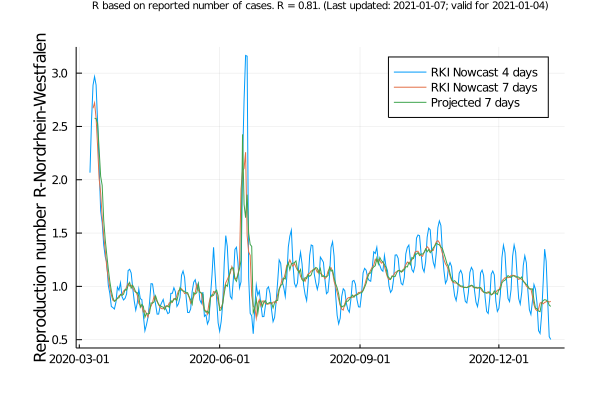 R based on reported number of cases. R = 0.81. (Last updated: 2021-01-07; valid for 2021-01-04)
Reproduction number R-Nordrhein-Westfalen
3.0
2.5
2.0
1.5
1.0
0.5
RKI Nowcast 4 days
RKI Nowcast 7 days
Projected 7 days
2020-03-01
2020-06-01
2020-09-01
2020-12-01